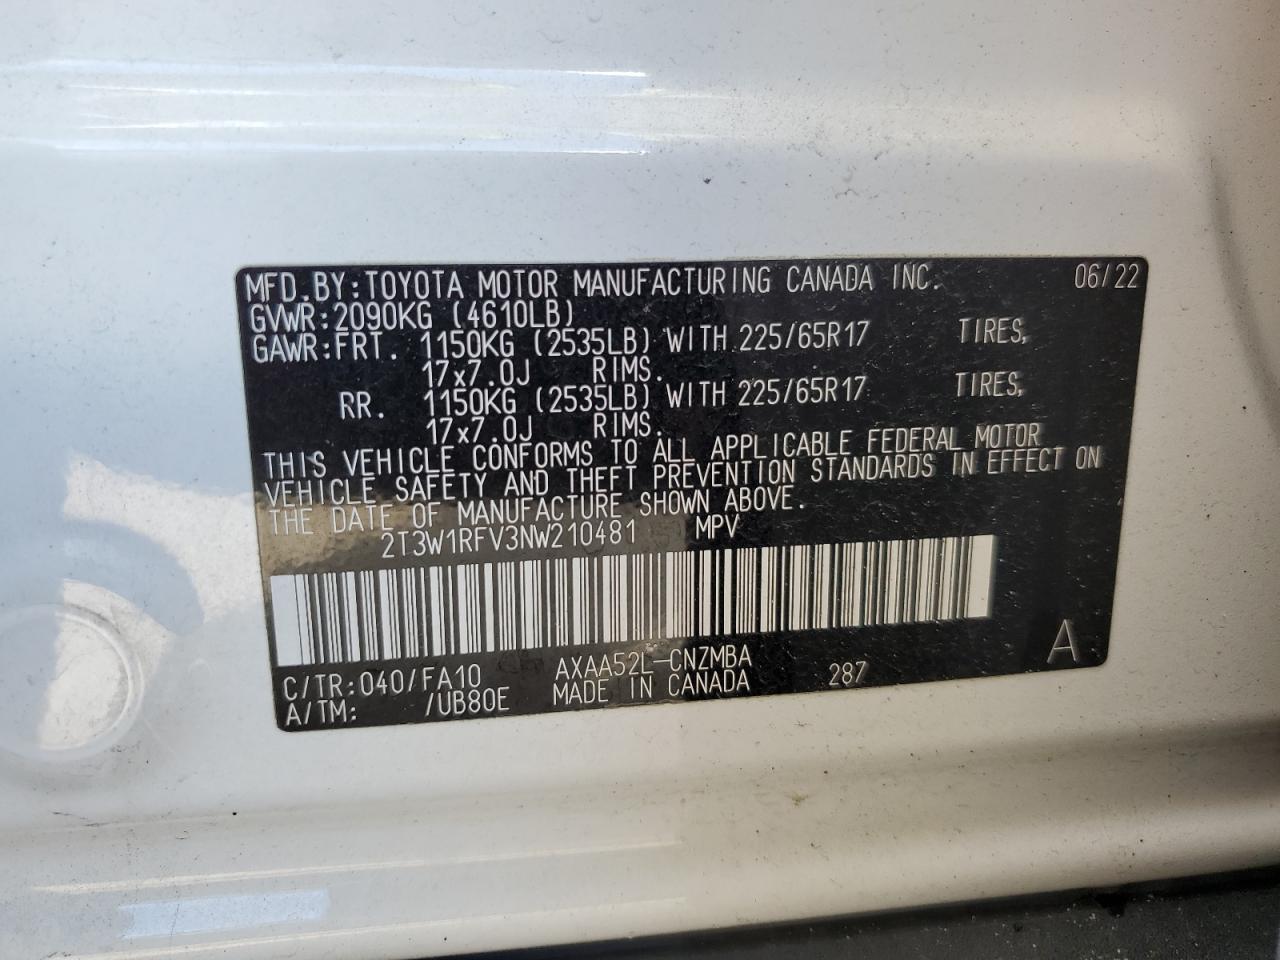 MFD.BY:TOYOTA MOTOR MANUFACTURING CANADA INC. 06/22
GVWR:2090KG (4610LB)
GAWR:FRT. 1150KG (2535LB) WITH 225/65R17 TIRES,
17x7.0J RIMS.
RR. 1150KG (2535LB) WITH 225/65R17 TIRES,
17x7.0J RIMS.
THIS VEHICLE CONFORMS TO ALL APPLICABLE FEDERAL MOTOR
VEHICLE SAFETY AND THEFT PREVENTION STANDARDS IN EFFECT ON
THE DATE OF MANUFACTURE SHOWN ABOVE.
2T3W1RFV3NW210481 MPV
C/TR:040/FA10 AXAA52L-CNZMBA 287 A
A/TM: /UB80E MADE IN CANADA